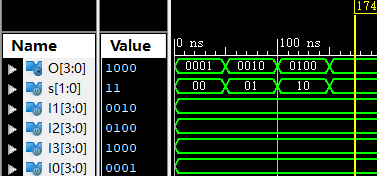 174
Name Value 0 ns 100 ns
O[3:0] 1000 0001 0010 0100
s[1:0] 11 00 01 10
I1[3:0] 0010
I2[3:0] 0100
I3[3:0] 1000
I0[3:0] 0001